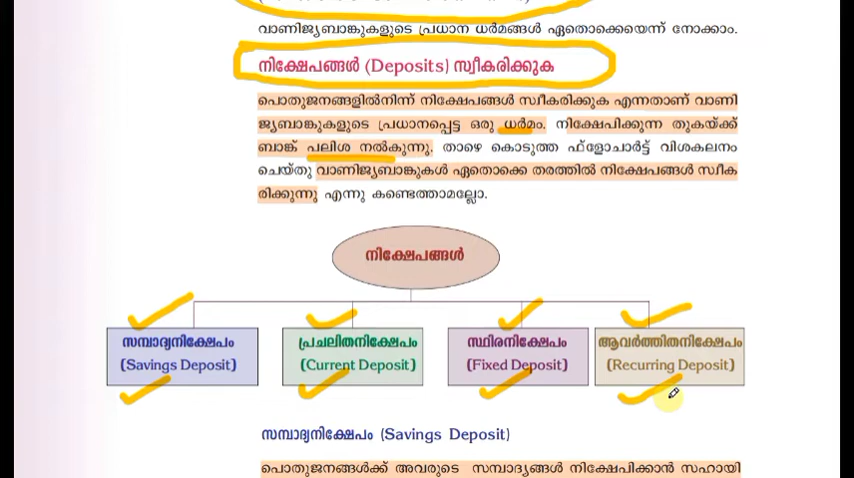 വാണിജ്യബാങ്കുകളുടെ പ്രധാന ധർമങ്ങൾ ഏതൊക്കെയെന്ന് നോക്കാം.
നിക്ഷേപങ്ങൾ (Deposits) സ്വീകരിക്കുക
പൊതുജനങ്ങളിൽനിന്ന് നിക്ഷേപങ്ങൾ സ്വീകരിക്കുക എന്നതാണ് വാണി
ജ്യബാങ്കുകളുടെ പ്രധാനപ്പെട്ട ഒരു ധർമം. നിക്ഷേപിക്കുന്ന തുകയ്ക്ക്
ബാങ്ക് പലിശ നൽകുന്നു. താഴെ കൊടുത്ത ഫ്ളോചാർട്ട് വിശകലനം
ചെയ്തു വാണിജ്യബാങ്കുകൾ ഏതൊക്കെ തരത്തിൽ നിക്ഷേപങ്ങൾ സ്വീക
രിക്കുന്നു എന്നു കണ്ടെത്താമല്ലോ.
നിക്ഷേപങ്ങൾ
സമ്പാദ്യനിക്ഷേപം
(Savings Deposit)
പ്രചലിതനിക്ഷേപം
(Current Deposit)
സ്ഥിരനിക്ഷേപം
(Fixed Deposit)
ആവർത്തിതനിക്ഷേപം
(Recurring Deposit)
സമ്പാദ്യനിക്ഷേപം (Savings Deposit)
പൊതുജനങ്ങൾക്ക് അവരുടെ സമ്പാദ്യങ്ങൾ നിക്ഷേപിക്കാൻ സഹായി